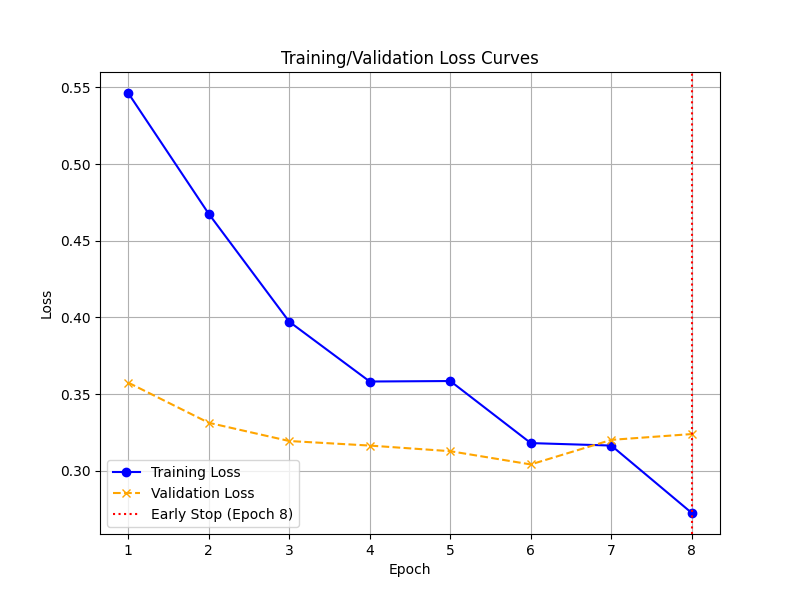 Training/Validation Loss Curves
0.55
0.50
0.45
0.40
0.35
0.30
Loss
Training Loss
Validation Loss
Early Stop (Epoch 8)
1 2 3 4 5 6 7 8
Epoch